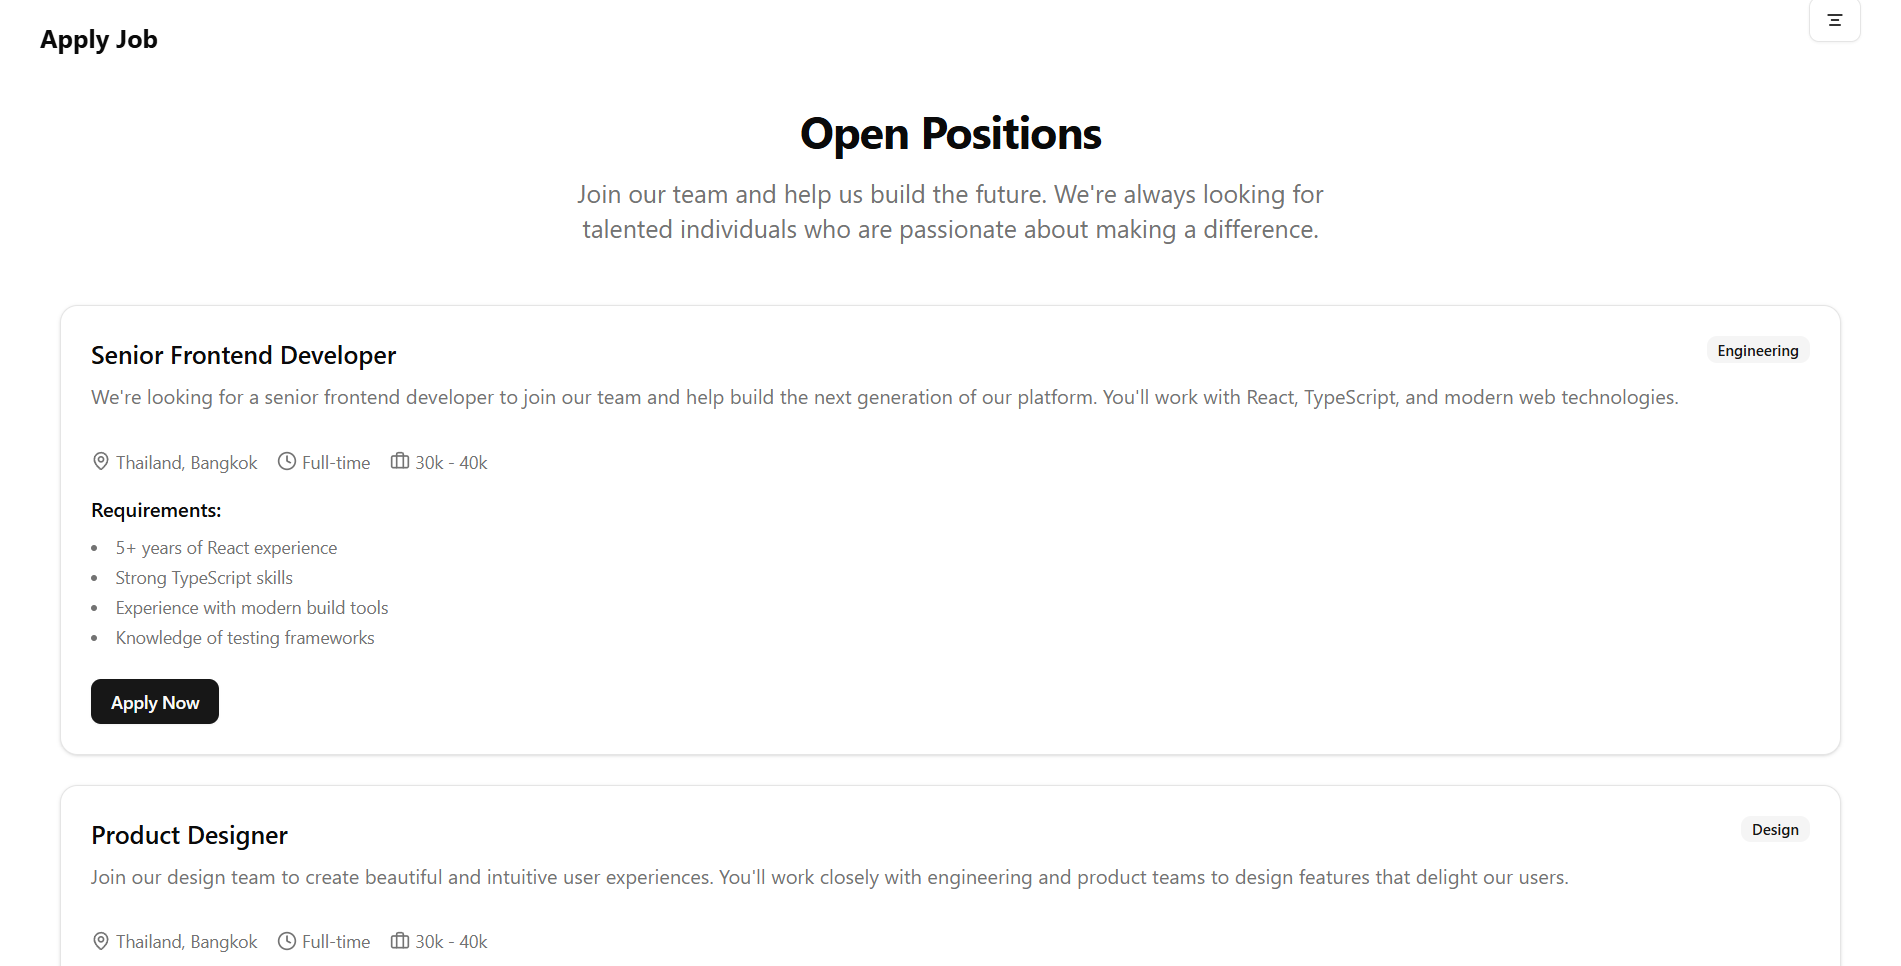 Apply Job
Open Positions
Join our team and help us build the future. We're always looking for
talented individuals who are passionate about making a difference.
Senior Frontend Developer
Engineering
We're looking for a senior frontend developer to join our team and help build the next generation of our platform. You'll work with React, TypeScript, and modern web technologies.
Thailand, Bangkok Full-time 30k - 40k
Requirements:
• 5+ years of React experience
• Strong TypeScript skills
• Experience with modern build tools
• Knowledge of testing frameworks
Apply Now
Product Designer
Design
Join our design team to create beautiful and intuitive user experiences. You'll work closely with engineering and product teams to design features that delight our users.
Thailand, Bangkok Full-time 30k - 40k